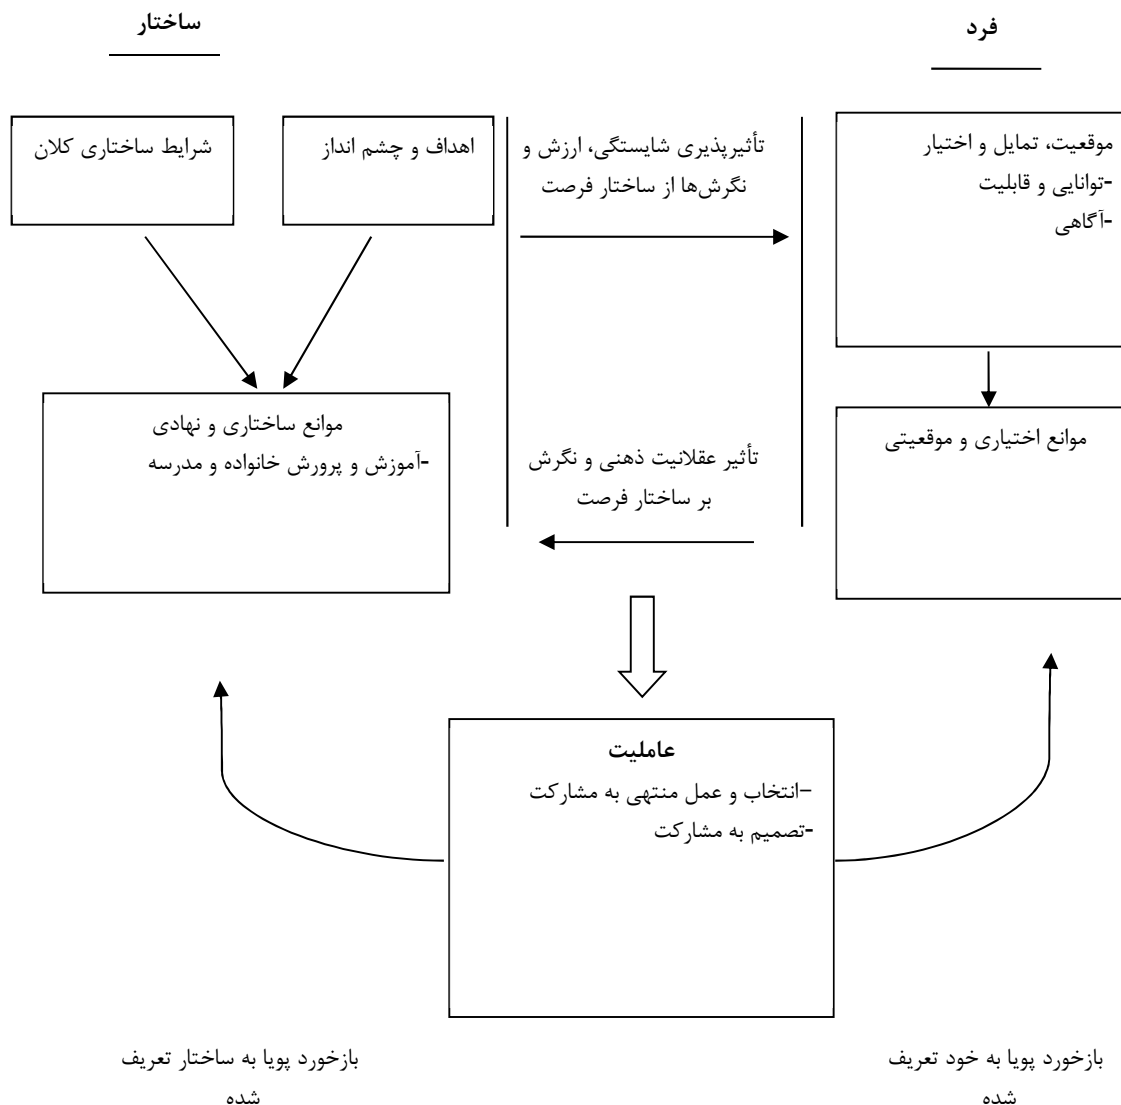 فرد
ساختار
موقعیت، تمایل و اختیار
-توانایی و قابلیت
-آگاهی
تأثیرپذیری شایستگی، ارزش و
نگرش‌ها از ساختار فرصت
اهداف و چشم انداز
شرایط ساختاری کلان
موانع اختیاری و موقعیتی
تأثیر عقلانیت ذهنی و نگرش
بر ساختار فرصت
موانع ساختاری و نهادی
-آموزش و پرورش خانواده و مدرسه
عاملیت
–انتخاب و عمل منتهی به مشارکت
-تصمیم به مشارکت
بازخورد پویا به خود تعریف
شده
بازخورد پویا به ساختار تعریف
شده